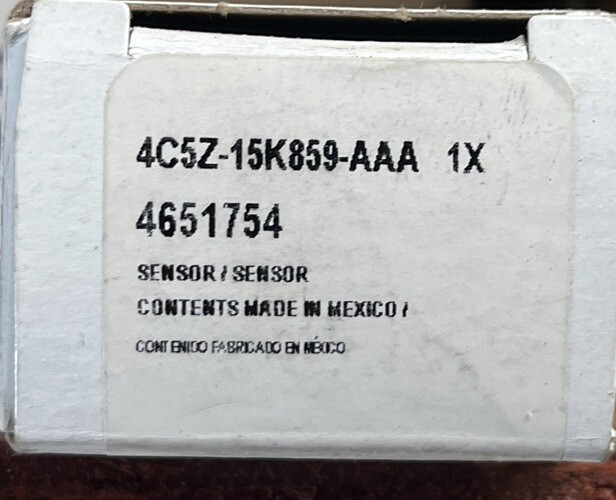 4C5Z-15K859-AAA 1X
4651754
SENSOR / SENSOR
CONTENTS MADE IN MEXICO /
CONTENIDO FABRICADO EN MÉXICO